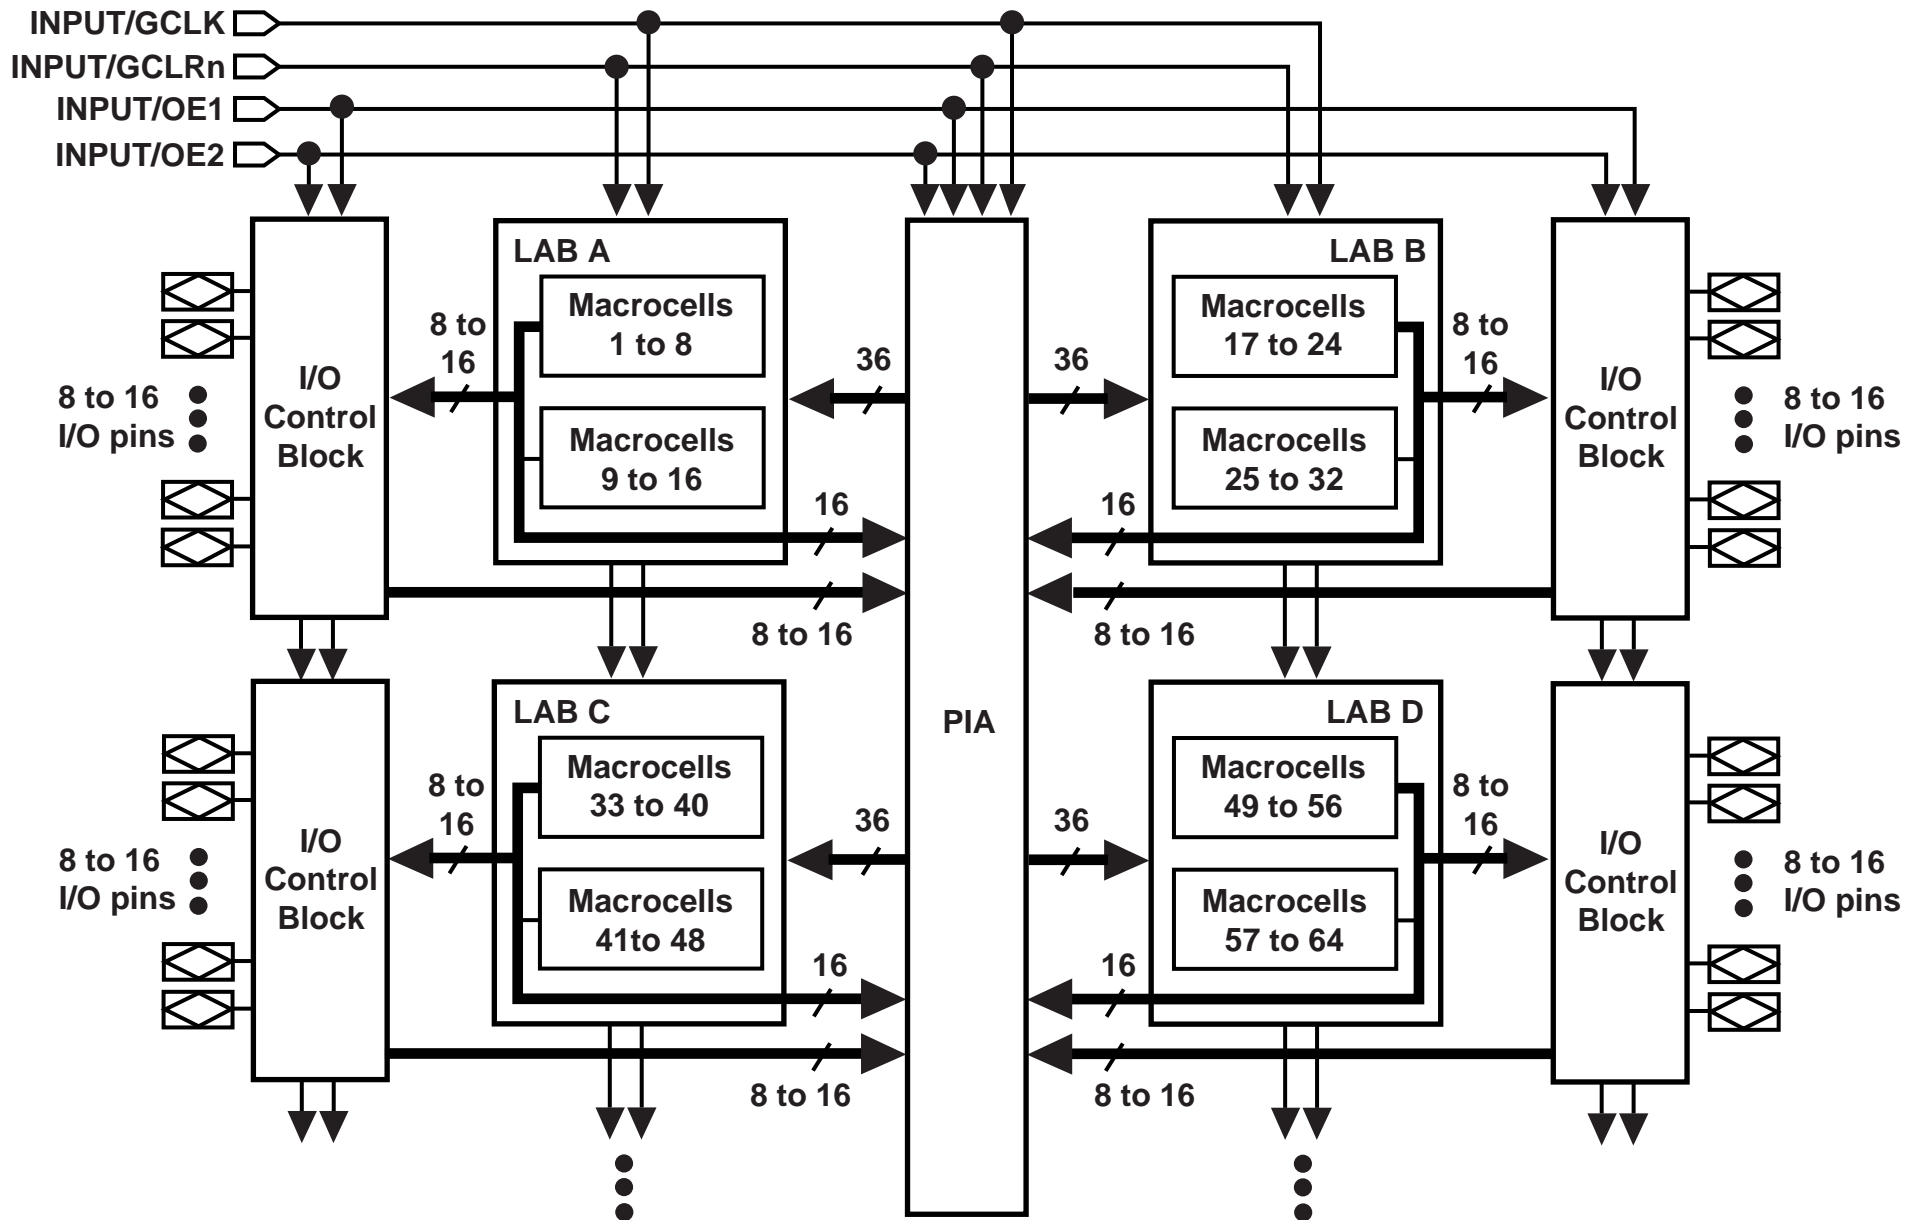 INPUT/GCLK
INPUT/GCLRn
INPUT/OE1
INPUT/OE2
LAB A
Macrocells
1 to 8
Macrocells
9 to 16
8 to
16
I/O
Control
Block
8 to 16
I/O pins
36
16
8 to 16
PIA
LAB B
Macrocells
17 to 24
Macrocells
25 to 32
36
8 to
16
I/O
Control
Block
8 to 16
I/O pins
16
8 to 16
LAB C
Macrocells
33 to 40
Macrocells
41to 48
8 to
16
I/O
Control
Block
8 to 16
I/O pins
36
16
8 to 16
LAB D
Macrocells
49 to 56
Macrocells
57 to 64
36
8 to
16
I/O
Control
Block
8 to 16
I/O pins
16
8 to 16